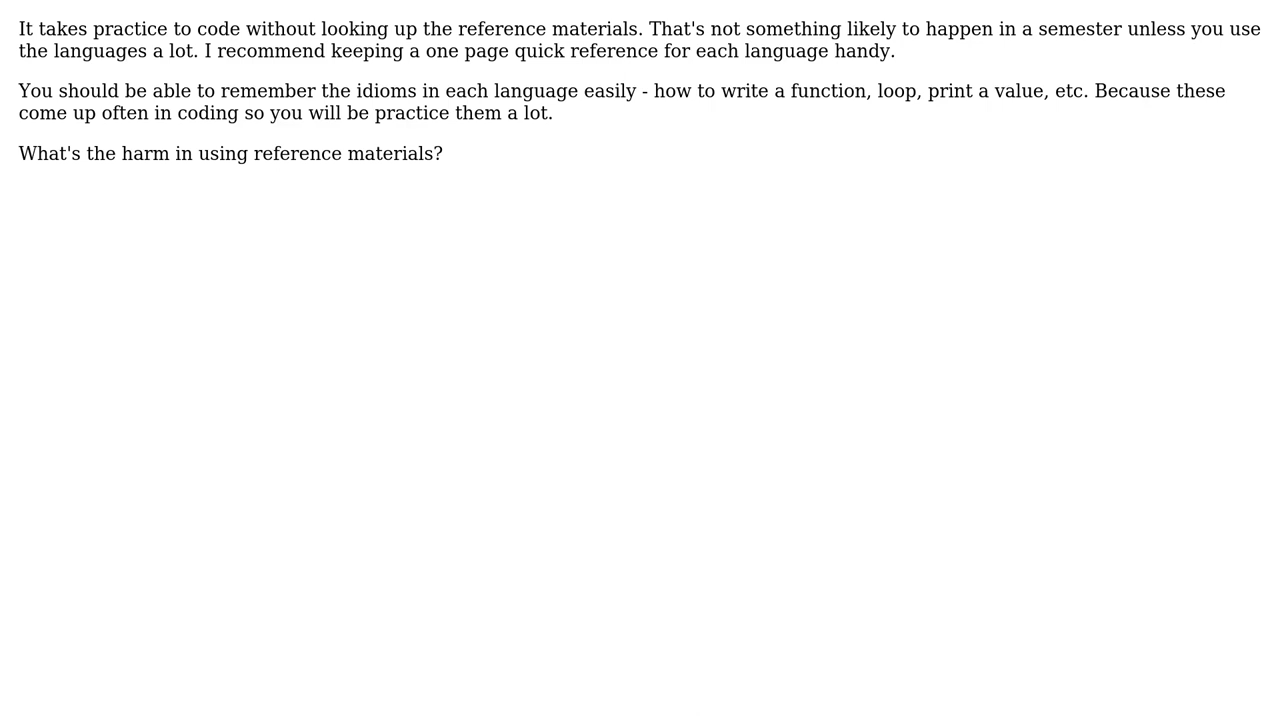 It takes practice to code without looking up the reference materials. That's not something likely to happen in a semester unless you use
the languages a lot. I recommend keeping a one page quick reference for each language handy.
You should be able to remember the idioms in each language easily - how to write a function, loop, print a value, etc. Because these
come up often in coding so you will be practice them a lot.
What's the harm in using reference materials?